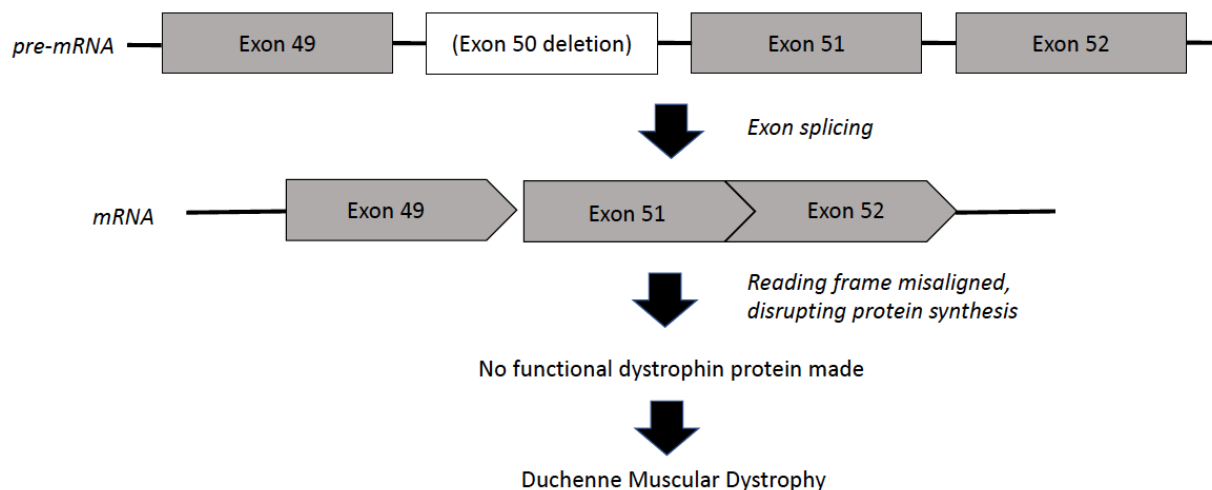 pre-mRNA
Exon 49
(Exon 50 deletion)
Exon 51
Exon 52
Exon splicing
mRNA
Exon 49
Exon 51
Exon 52
Reading frame misaligned,
disrupting protein synthesis
No functional dystrophin protein made
Duchenne Muscular Dystrophy